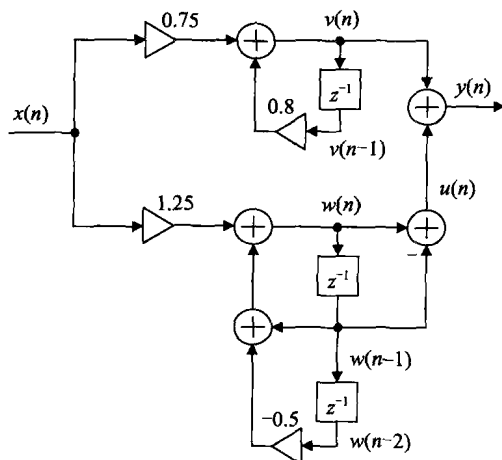 0.75
v(n)
y(n)
x(n)
0.8
z⁻¹
v(n−1)
u(n)
1.25
w(n)
−
z⁻¹
w(n−1)
−0.5
z⁻¹
w(n−2)